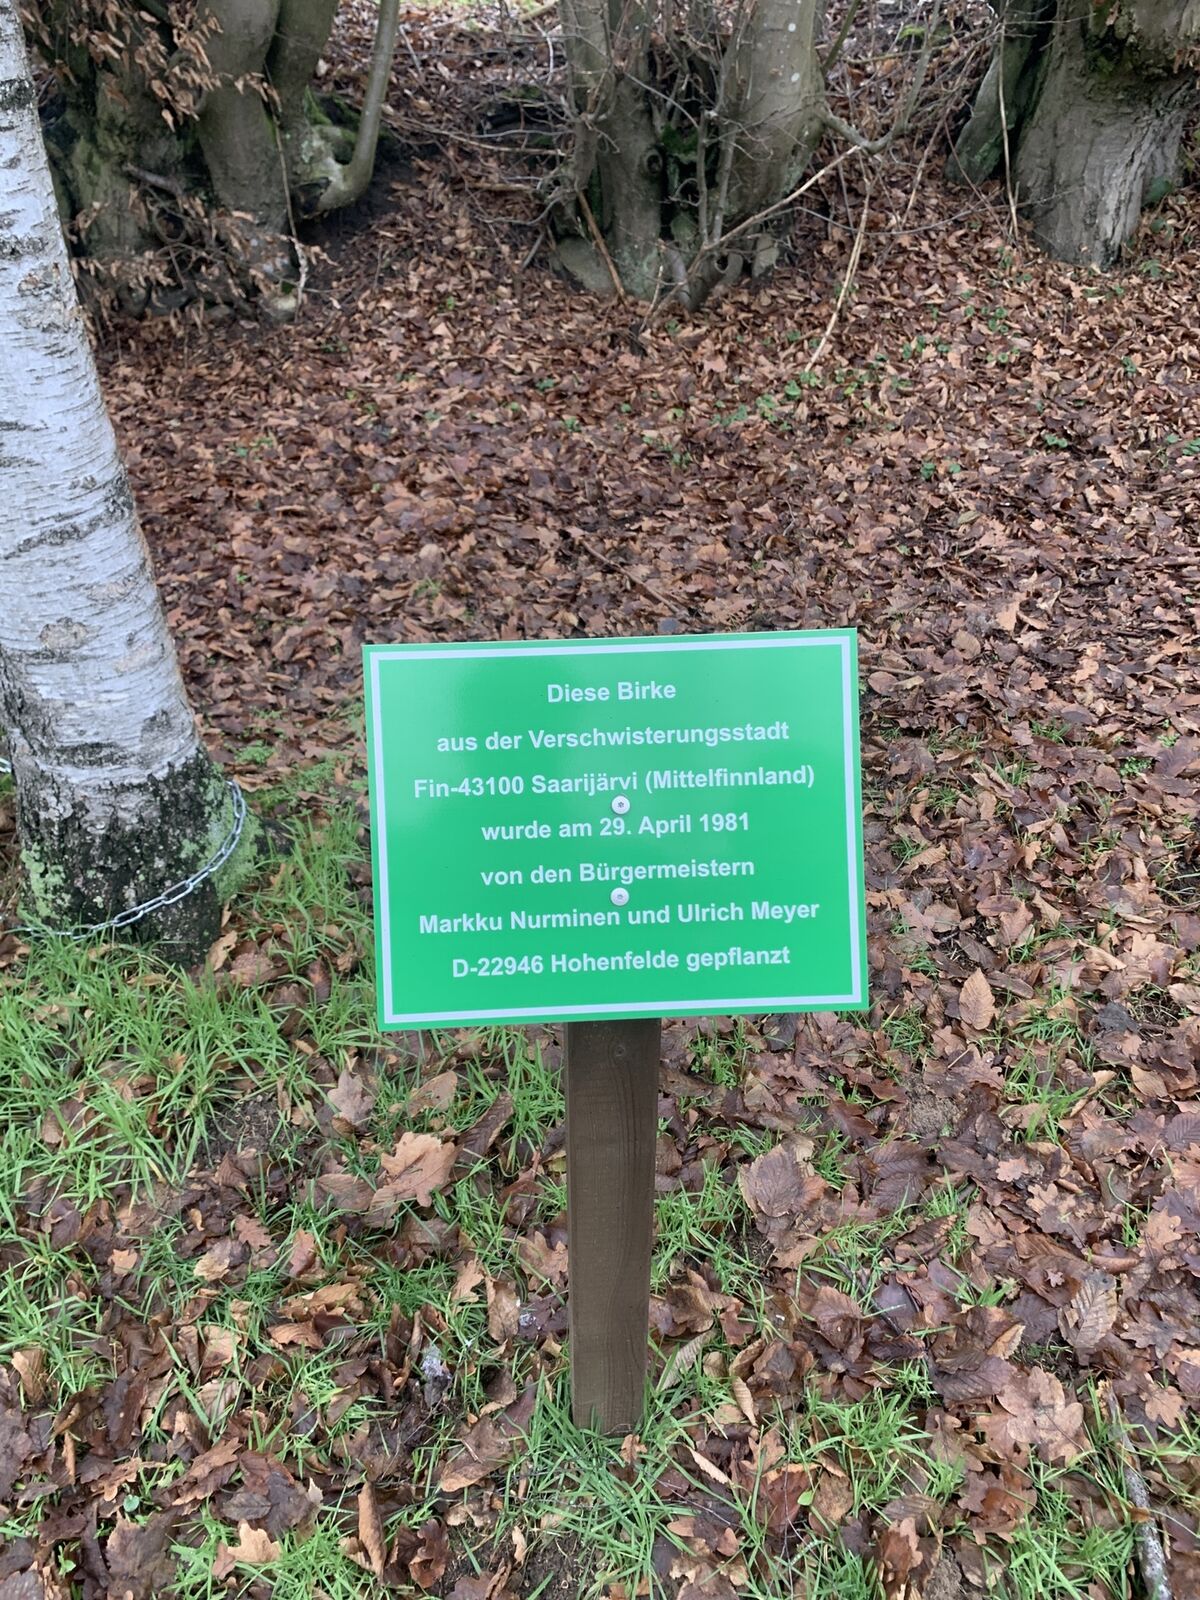 Diese Birke
aus der Verschwisterungsstadt
Fin-43100 Saarijärvi (Mittelfinnland)
wurde am 29. April 1981
von den Bürgermeistern
Markku Nurminen und Ulrich Meyer
D-22946 Hohenfelde gepflanzt